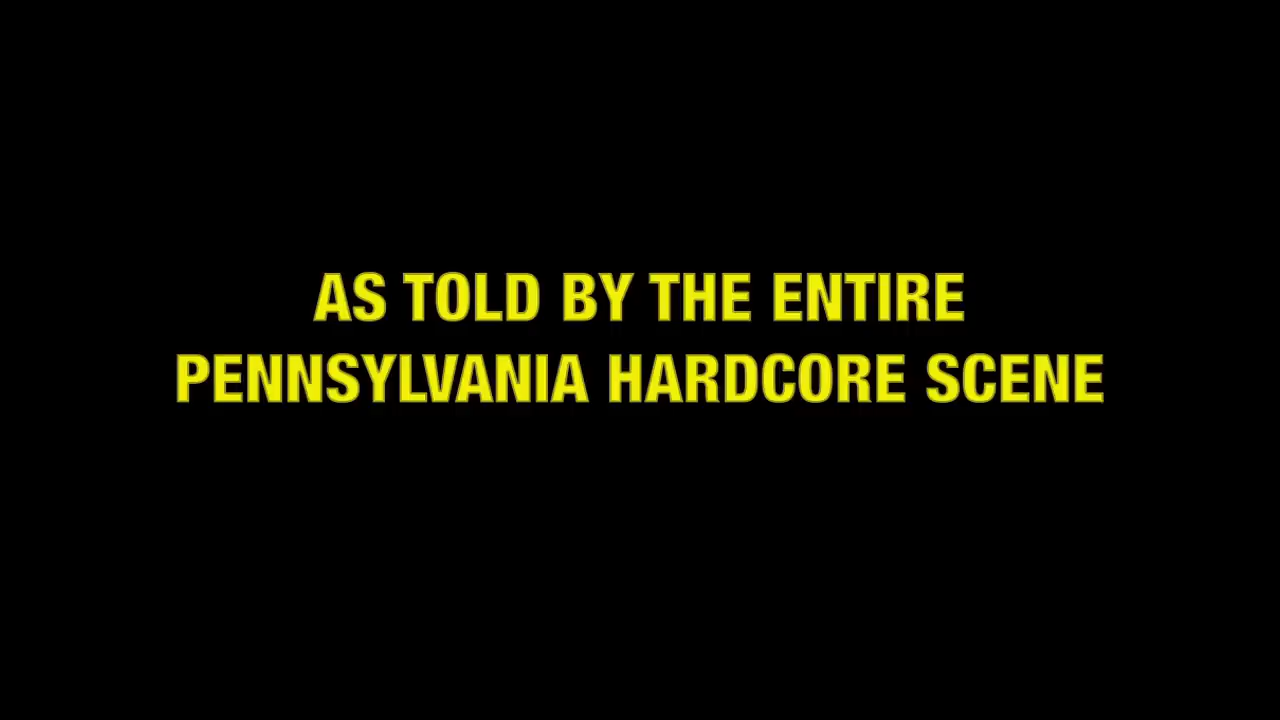 AS TOLD BY THE ENTIRE
PENNSYLVANIA HARDCORE SCENE